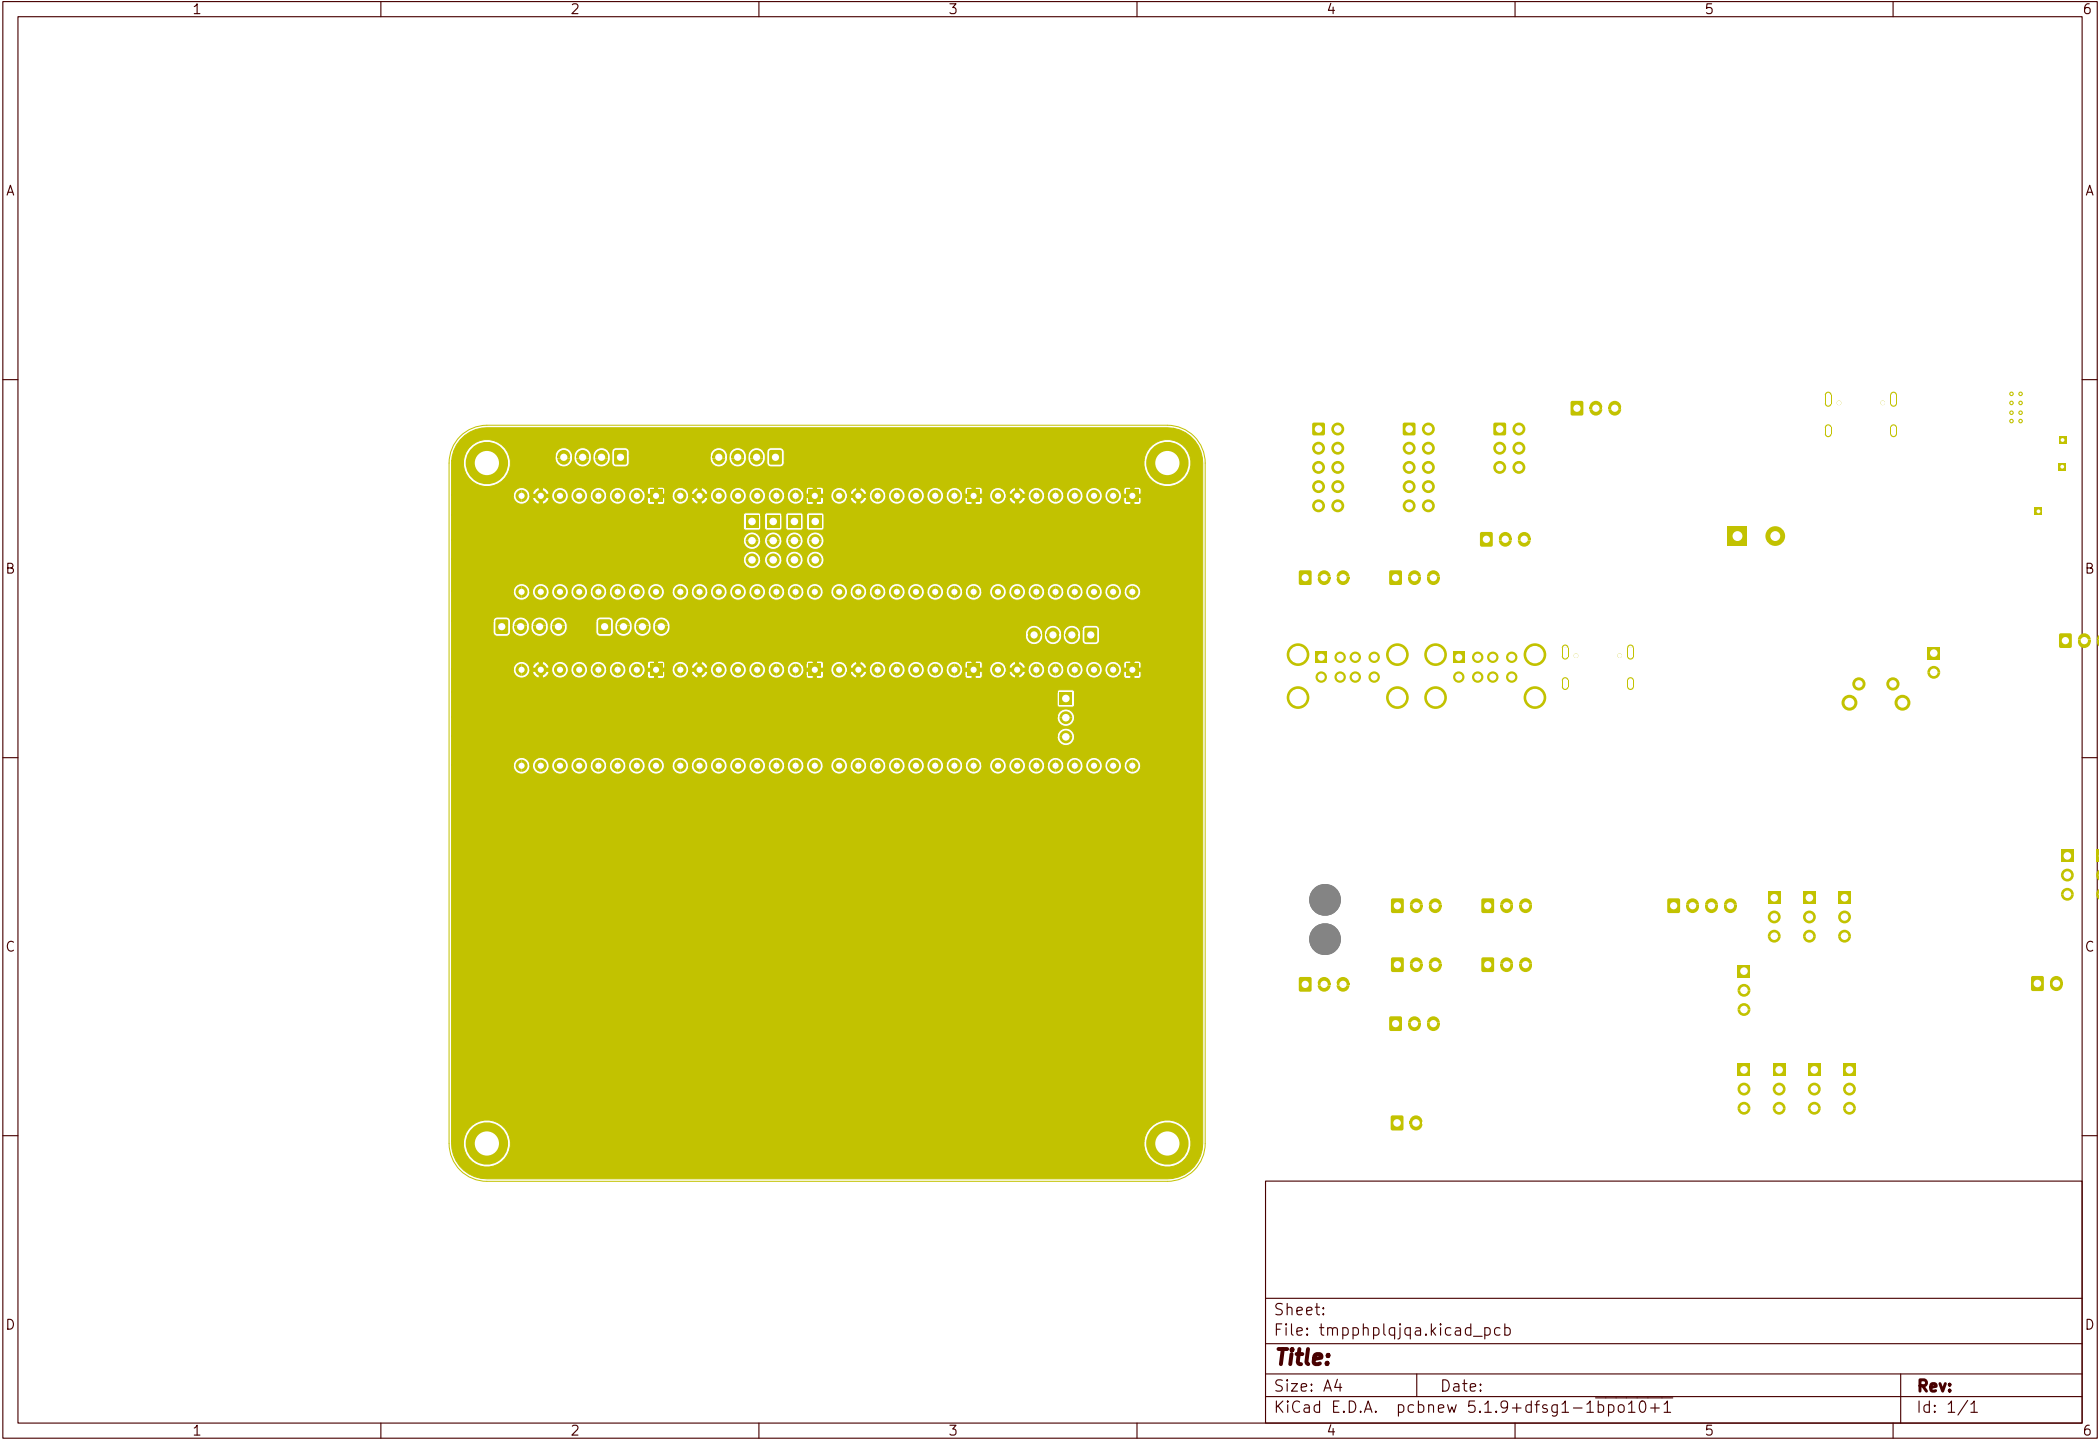 1 2 3 4 5 6
A A
B B
C C
D D
Sheet:
File: tmpphplqjqa.kicad_pcb
Title:
Size: A4 Date: Rev:
KiCad E.D.A. pcbnew 5.1.9+dfsg1-1bpo10+1 Id: 1/1
1 2 3 4 5 6